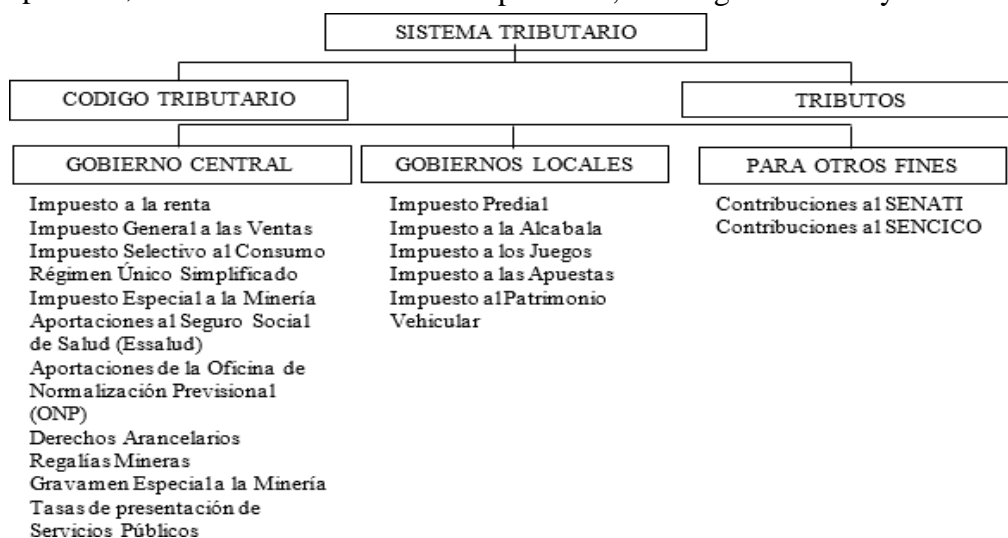 SISTEMA TRIBUTARIO
CODIGO TRIBUTARIO
TRIBUTOS
GOBIERNO CENTRAL
Impuesto a la renta
Impuesto General a las Ventas
Impuesto Selectivo al Consumo
Régimen Único Simplificado
Impuesto Especial a la Minería
Aportaciones al Seguro Social
de Salud (Essalud)
Aportaciones de la Oficina de
Normalización Previsional
(ONP)
Derechos Arancelarios
Regalías Mineras
Gravamen Especial a la Minería
Tasas de presentación de
Servicios Públicos
GOBIERNOS LOCALES
Impuesto Predial
Impuesto a la Alcabala
Impuesto a los Juegos
Impuesto a las Apuestas
Impuesto al Patrimonio
Vehicular
PARA OTROS FINES
Contribuciones al SENATI
Contribuciones al SENCICO